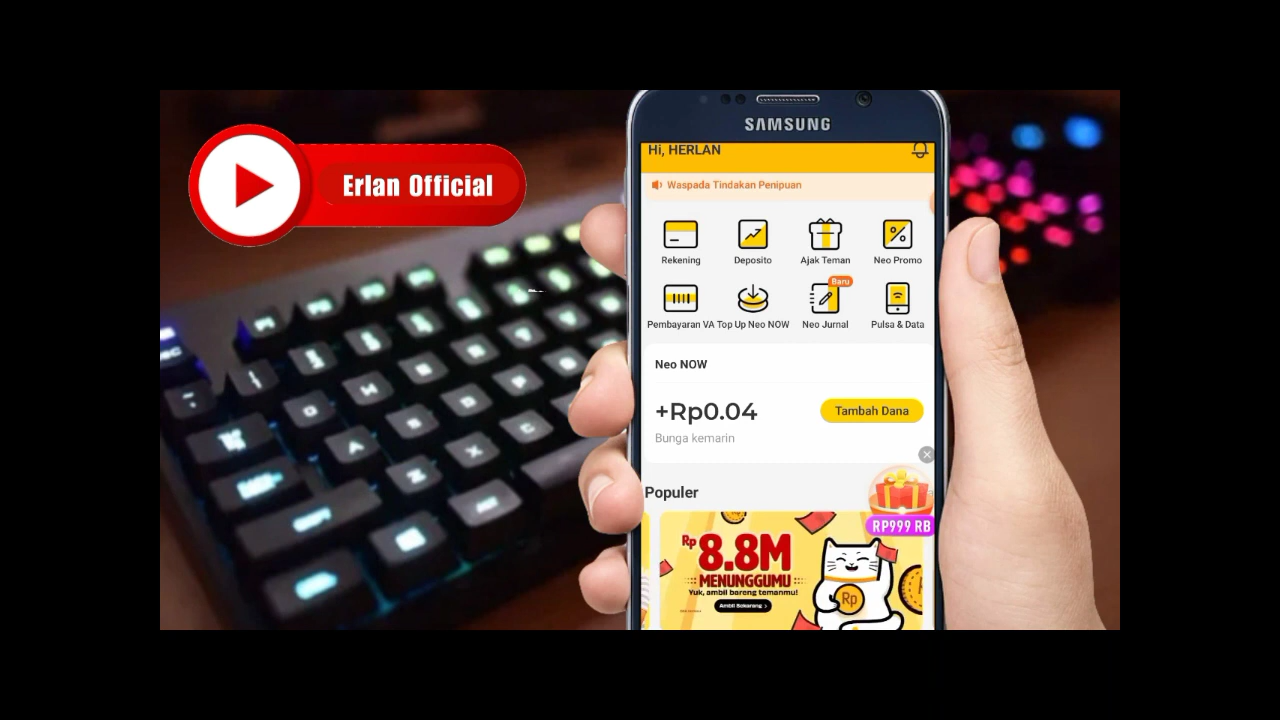 Erlan Official
SAMSUNG
Hi, HERLAN
Waspada Tindakan Penipuan
Rekening
Deposito
Ajak Teman
Neo Promo
Baru
Pembayaran VA
Top Up Neo NOW
Neo Jurnal
Pulsa & Data
Neo NOW
+Rp0.04
Tambah Dana
Bunga kemarin
Populer
RP999 RB
Rp 8.8M
MENUNGGUMU
Yuk, ambil bareng temanmu!
Ambil Sekarang >
Rp